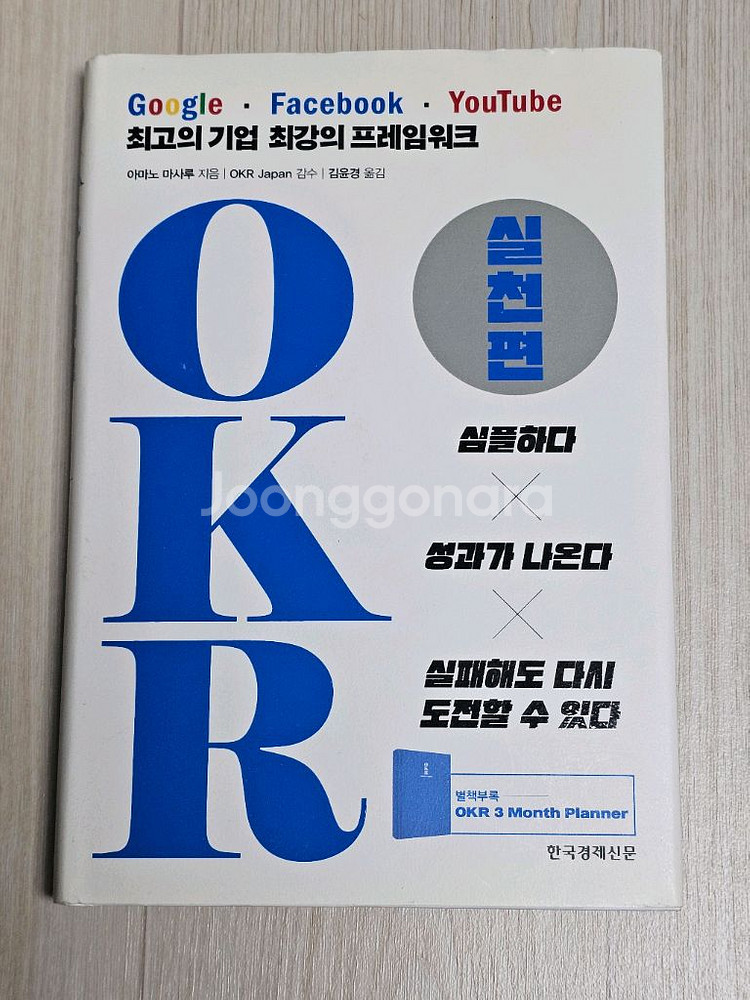 Google · Facebook · YouTube
최고의 기업 최강의 프레임워크
아마노 마사루 지음 | OKR Japan 감수 | 김윤경 옮김
OKR
실천편
심플하다
×
성과가 나온다
×
실패해도 다시
도전할 수 있다
Joonggonara
별책부록
OKR 3 Month Planner
한국경제신문